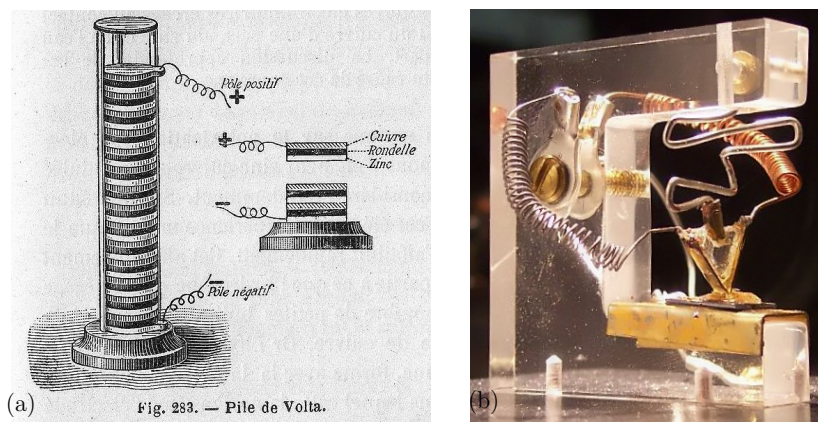 Pôle positif
+
+
Cuivre
Rondelle
Zinc
−
−
Pôle négatif
(a)
Fig. 283. — Pile de Volta.
(b)